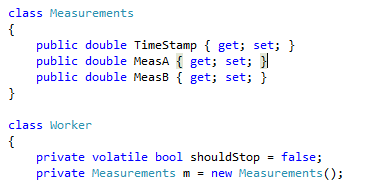 class Measurements
{
    public double TimeStamp { get; set; }
    public double MeasA { get; set; }
    public double MeasB { get; set; }
}
class Worker
{
    private volatile bool shouldStop = false;
    private Measurements m = new Measurements();